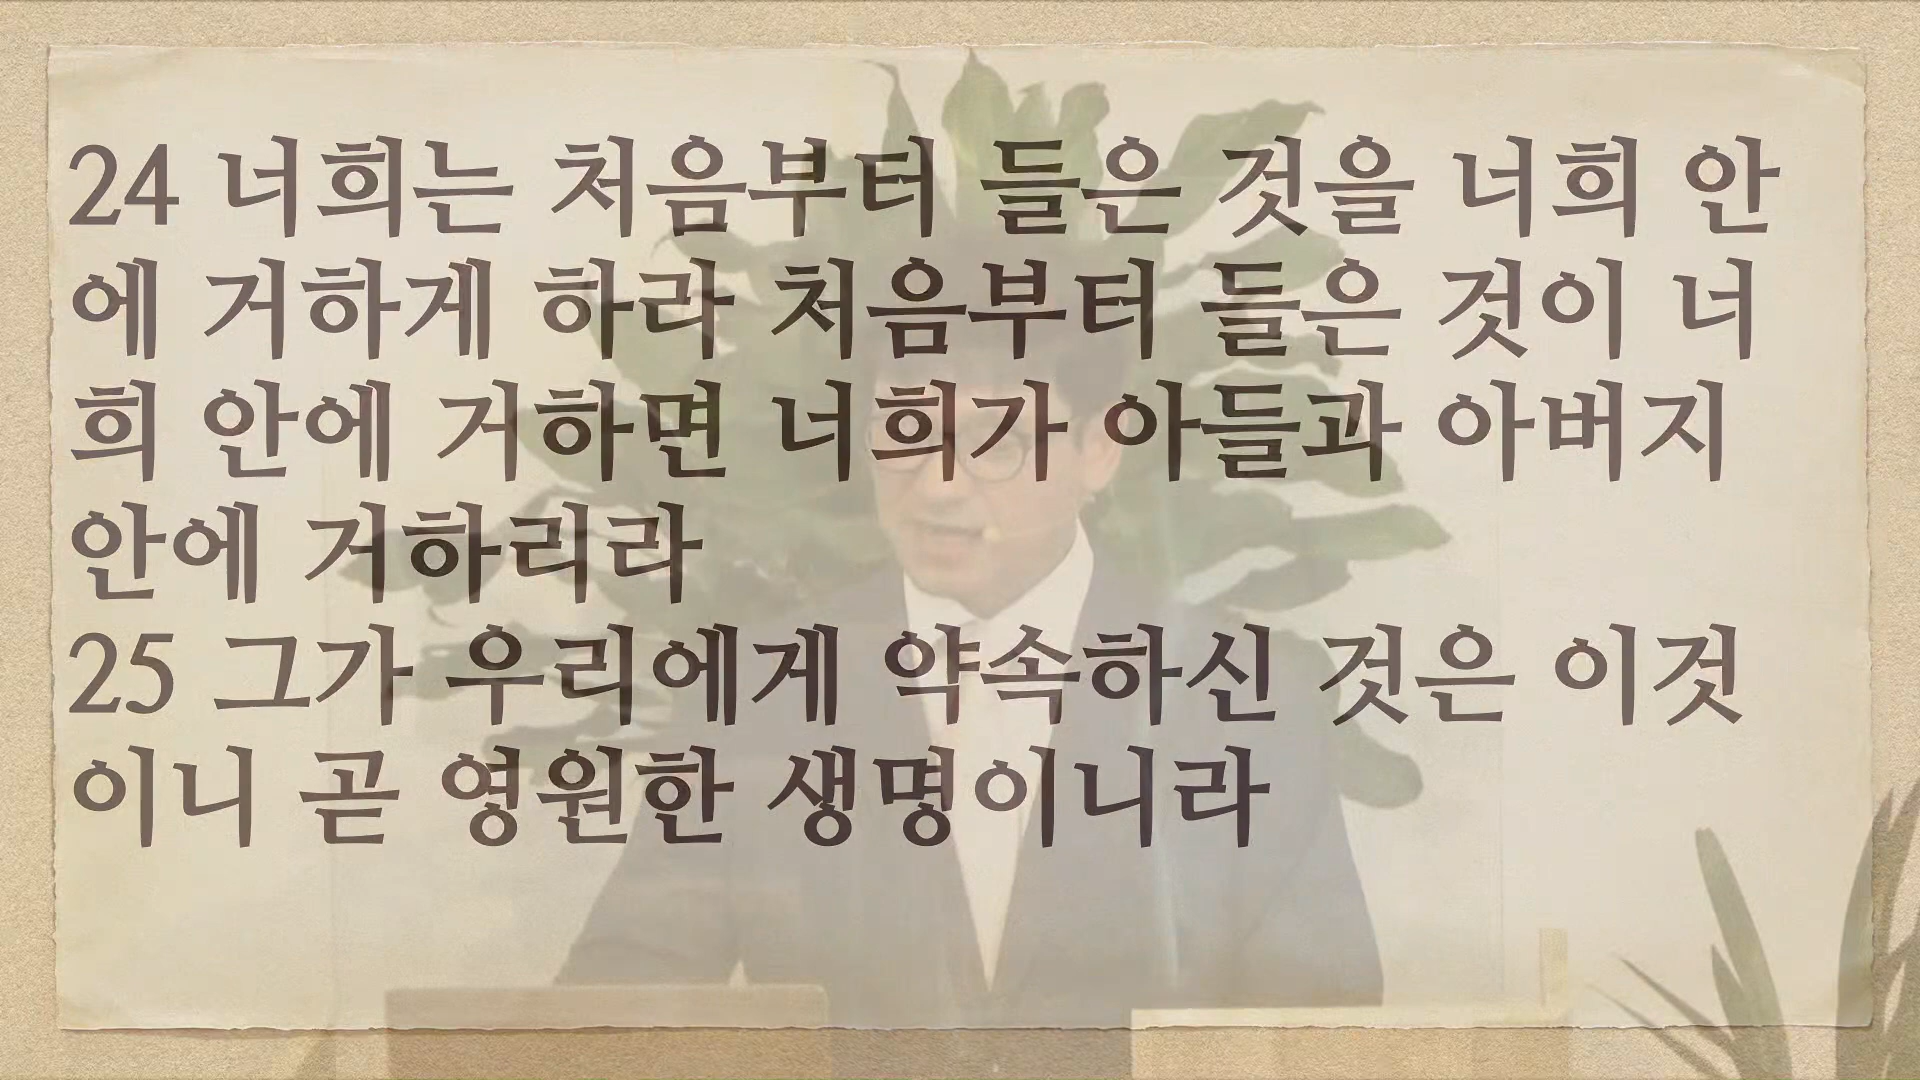 24 너희는 처음부터 들은 것을 너희 안
에 거하게 하라 처음부터 들은 것이 너
희 안에 거하면 너희가 아들과 아버지
안에 거하리라
25 그가 우리에게 약속하신 것은 이것
이니 곧 영원한 생명이니라